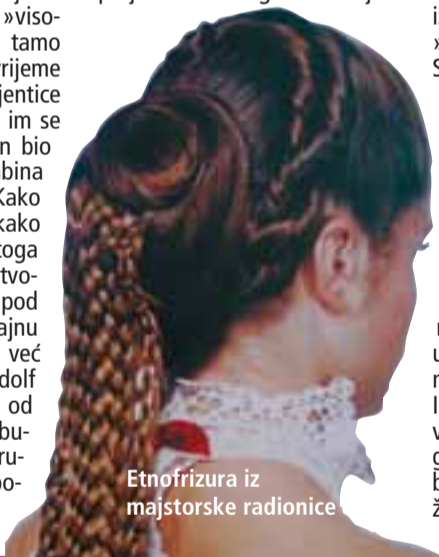 »viso-
tamo
rijeme
jentice
im se
n bio
bina
Kako
kako
toga
tvo-
pod
ajnu
već
dolf
od
bu-
ru-
Etnofrizura iz
majstorske radionice